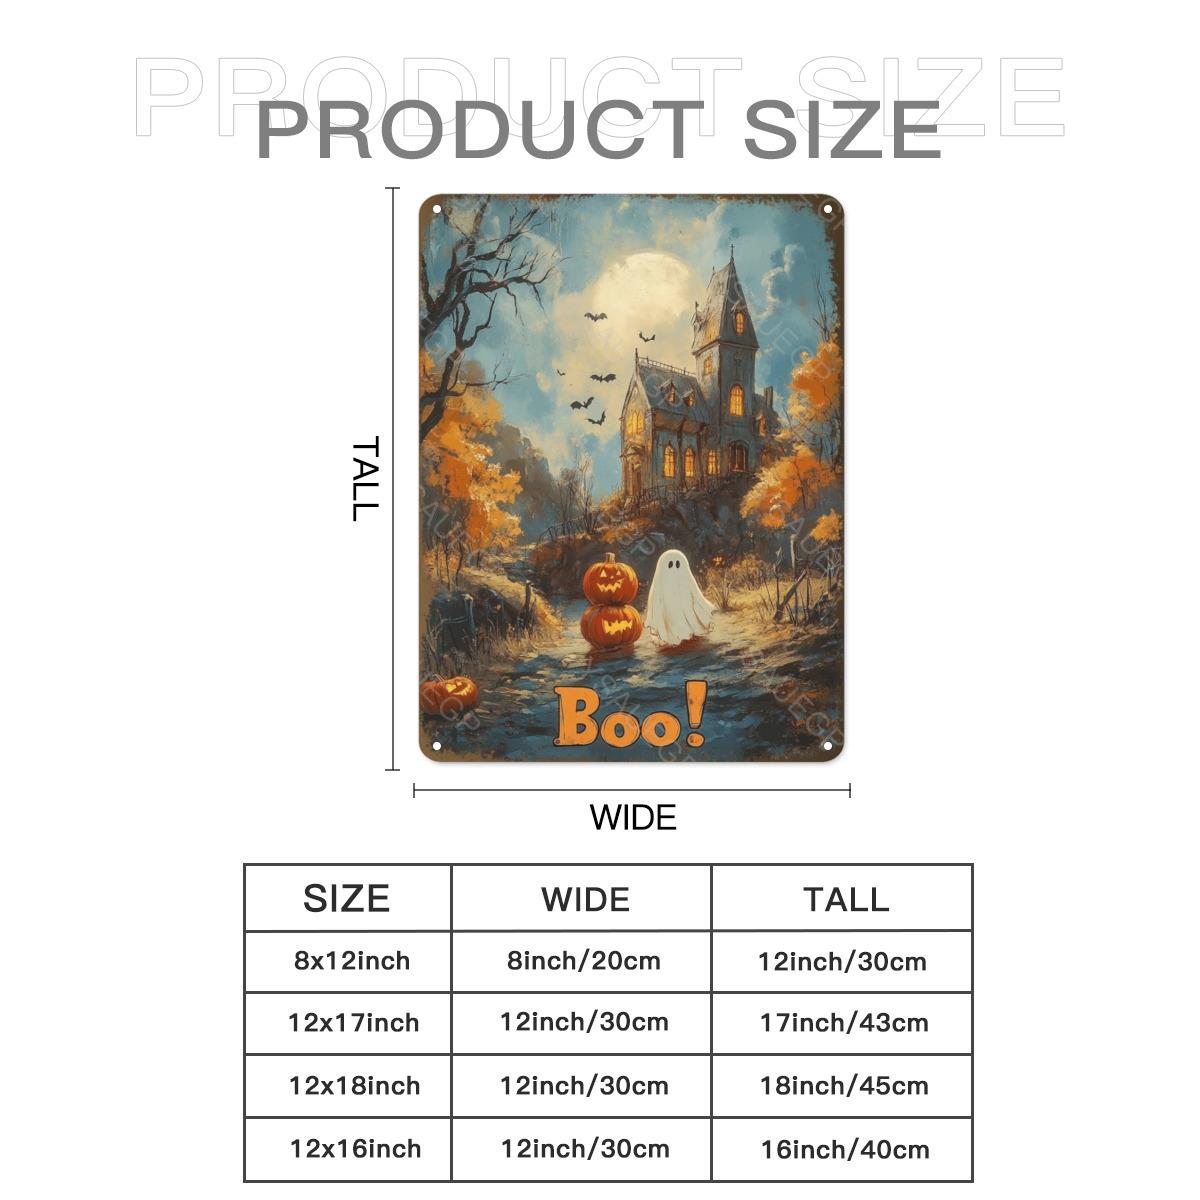 PRODUCT SIZE
PRODUCT SIZE
TALL
Boo!
WIDE
SIZE WIDE TALL
8x12inch 8inch/20cm 12inch/30cm
12x17inch 12inch/30cm 17inch/43cm
12x18inch 12inch/30cm 18inch/45cm
12x16inch 12inch/30cm 16inch/40cm